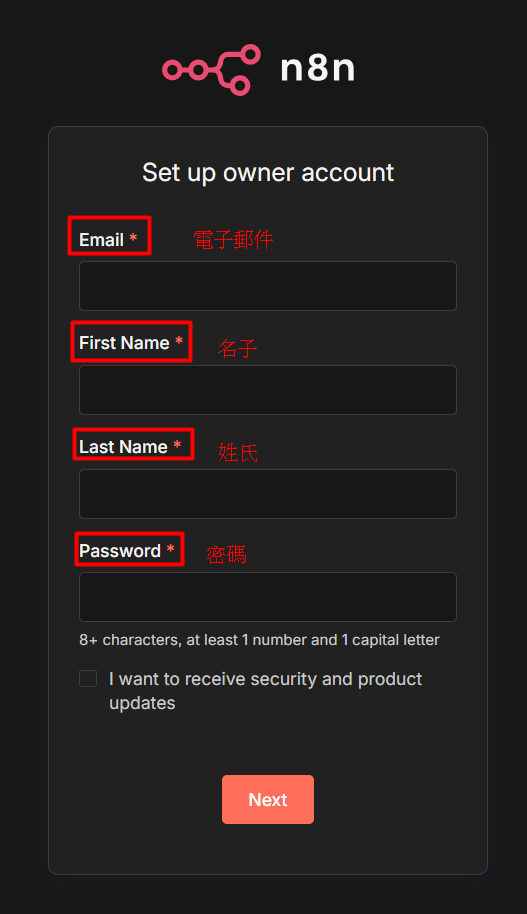 n8n
Set up owner account
Email * 電子郵件
First Name * 名子
Last Name * 姓氏
Password * 密碼
8+ characters, at least 1 number and 1 capital letter
I want to receive security and product
updates
Next